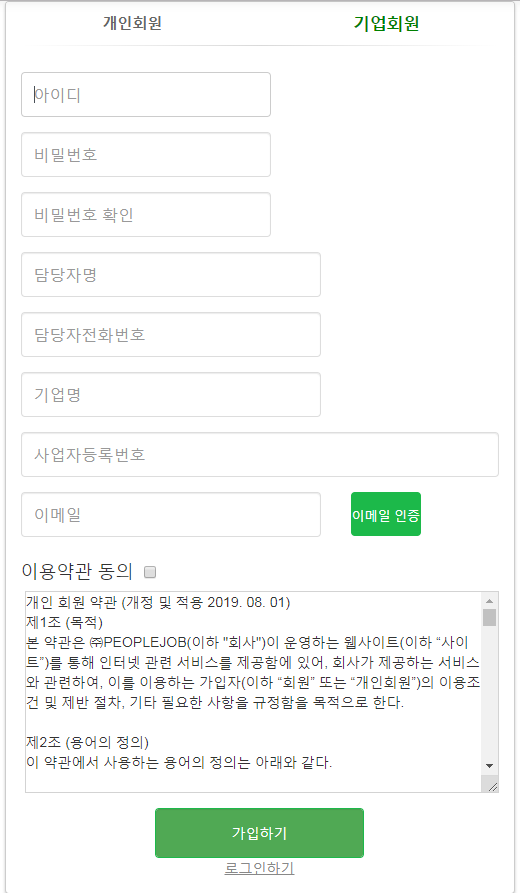 개인회원 기업회원
아이디
비밀번호
비밀번호 확인
담당자명
담당자전화번호
기업명
사업자등록번호
이메일 이메일 인증
이용약관 동의
개인 회원 약관 (개정 및 적용 2019. 08. 01)
제1조 (목적)
본 약관은 ㈜PEOPLEJOB(이하 "회사")이 운영하는 웹사이트(이하 “사이
트”)를 통해 인터넷 관련 서비스를 제공함에 있어, 회사가 제공하는 서비스
와 관련하여, 이를 이용하는 가입자(이하 “회원” 또는 “개인회원”)의 이용조
건 및 제반 절차, 기타 필요한 사항을 규정함을 목적으로 한다.
제2조 (용어의 정의)
이 약관에서 사용하는 용어의 정의는 아래와 같다.
가입하기
로그인하기